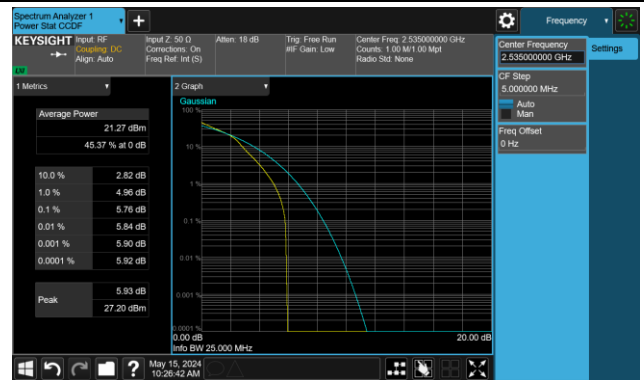 Spectrum Analyzer 1
Power Stat CCDF
Frequency
KEYSIGHT
Input: RF
Coupling: DC
Align: Auto
Input Z: 50 Ω
Corrections: On
Freq Ref: Int (S)
Atten: 18 dB
Trig: Free Run
#IF Gain: Low
Center Freq: 2.535000000 GHz
Counts: 1.00 M/1.00 Mpt
Radio Std: None
Center Frequency
2.535000000 GHz
Settings
CF Step
5.000000 MHz
Auto
Man
Freq Offset
0 Hz
1 Metrics
2 Graph
Gaussian
Average Power
21.27 dBm
45.37 % at 0 dB
10.0 % 2.82 dB
1.0 % 4.96 dB
0.1 % 5.76 dB
0.01 % 5.84 dB
0.001 % 5.90 dB
0.0001 % 5.92 dB
Peak
5.93 dB
27.20 dBm
100 %
10 %
1 %
0.1 %
0.01 %
0.001 %
0.0001 %
0.00 dB
20.00 dB
Info BW 25.000 MHz
May 15, 2024
10:26:42 AM